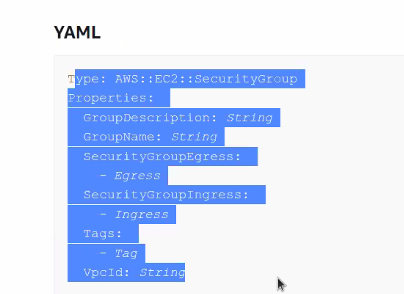 YAML
Type: AWS::EC2::SecurityGroup
Properties:
  GroupDescription: String
  GroupName: String
  SecurityGroupEgress:
    - Egress
  SecurityGroupIngress:
    - Ingress
  Tags:
    - Tag
  VpcId: String